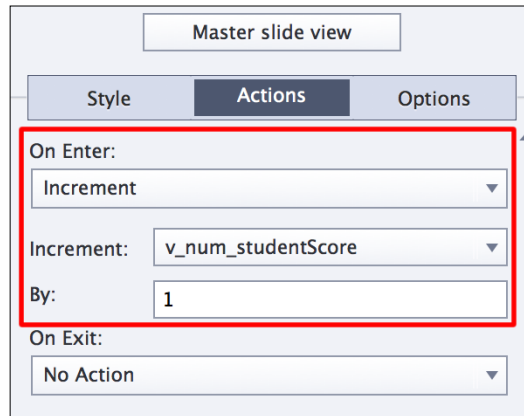 Master slide view
Style Actions Options
On Enter:
Increment
Increment: v_num_studentScore
By: 1
On Exit:
No Action